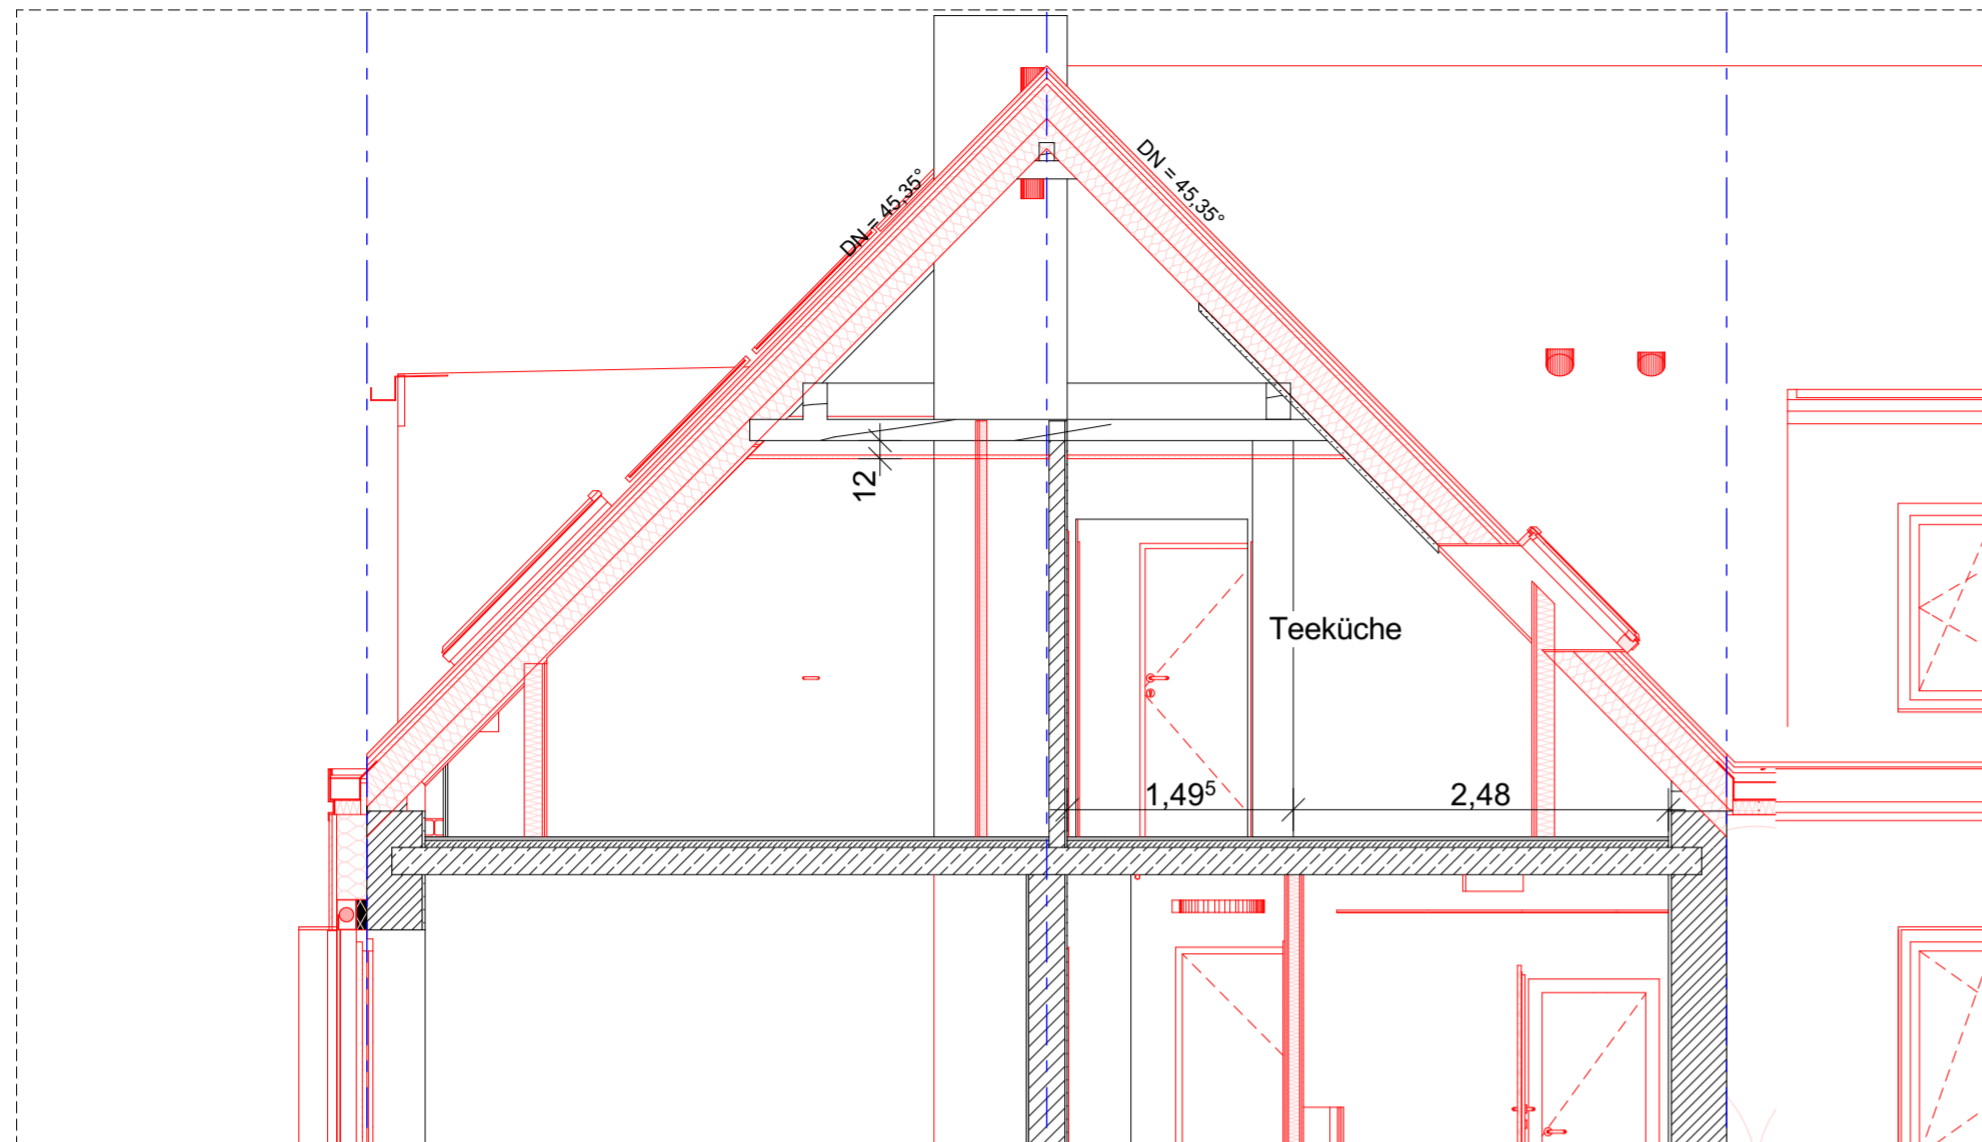 DN = 45,35°
DN = 45,35°
12
Teeküche
1,49⁵
2,48